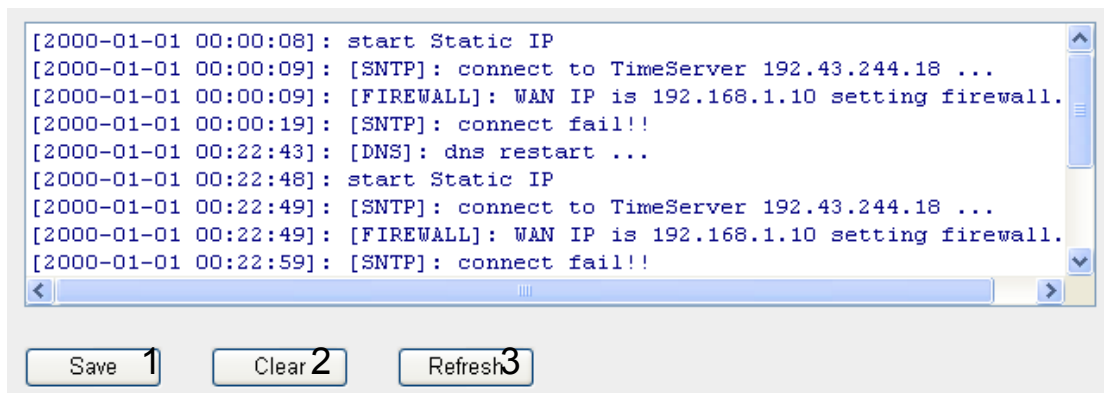 [2000-01-01 00:00:08]: start Static IP
[2000-01-01 00:00:09]: [SNTP]: connect to TimeServer 192.43.244.18 ...
[2000-01-01 00:00:09]: [FIREWALL]: WAN IP is 192.168.1.10 setting firewall.
[2000-01-01 00:00:19]: [SNTP]: connect fail!!
[2000-01-01 00:22:43]: [DNS]: dns restart ...
[2000-01-01 00:22:48]: start Static IP
[2000-01-01 00:22:49]: [SNTP]: connect to TimeServer 192.43.244.18 ...
[2000-01-01 00:22:49]: [FIREWALL]: WAN IP is 192.168.1.10 setting firewall.
[2000-01-01 00:22:59]: [SNTP]: connect fail!!
Save 1 Clear 2 Refresh 3